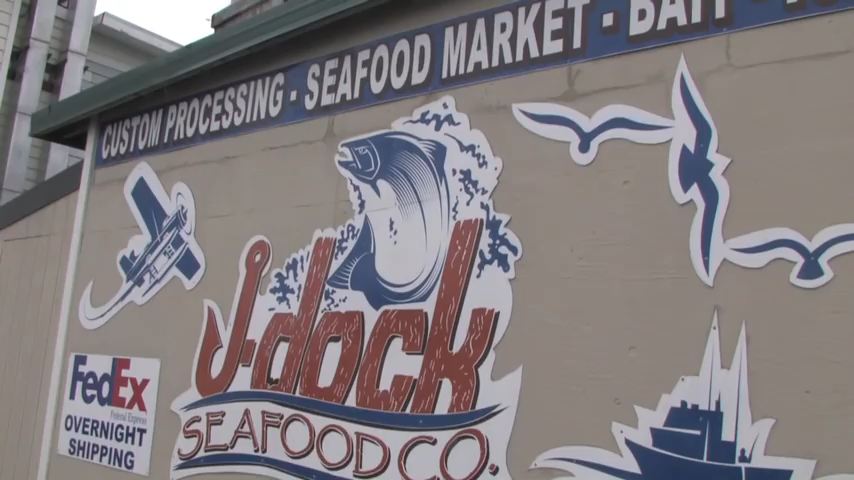 CUSTOM PROCESSING - SEAFOOD MARKET - BAIT -
J-dock
SEAFOOD CO.
FedEx
Federal Express
OVERNIGHT
SHIPPING